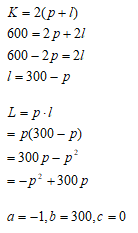 K = 2(p + l)
600 = 2p + 2l
600 − 2p = 2l
l = 300 − p
L = p · l
= p(300 − p)
= 300p − p²
= −p² + 300p
a = −1, b = 300, c = 0